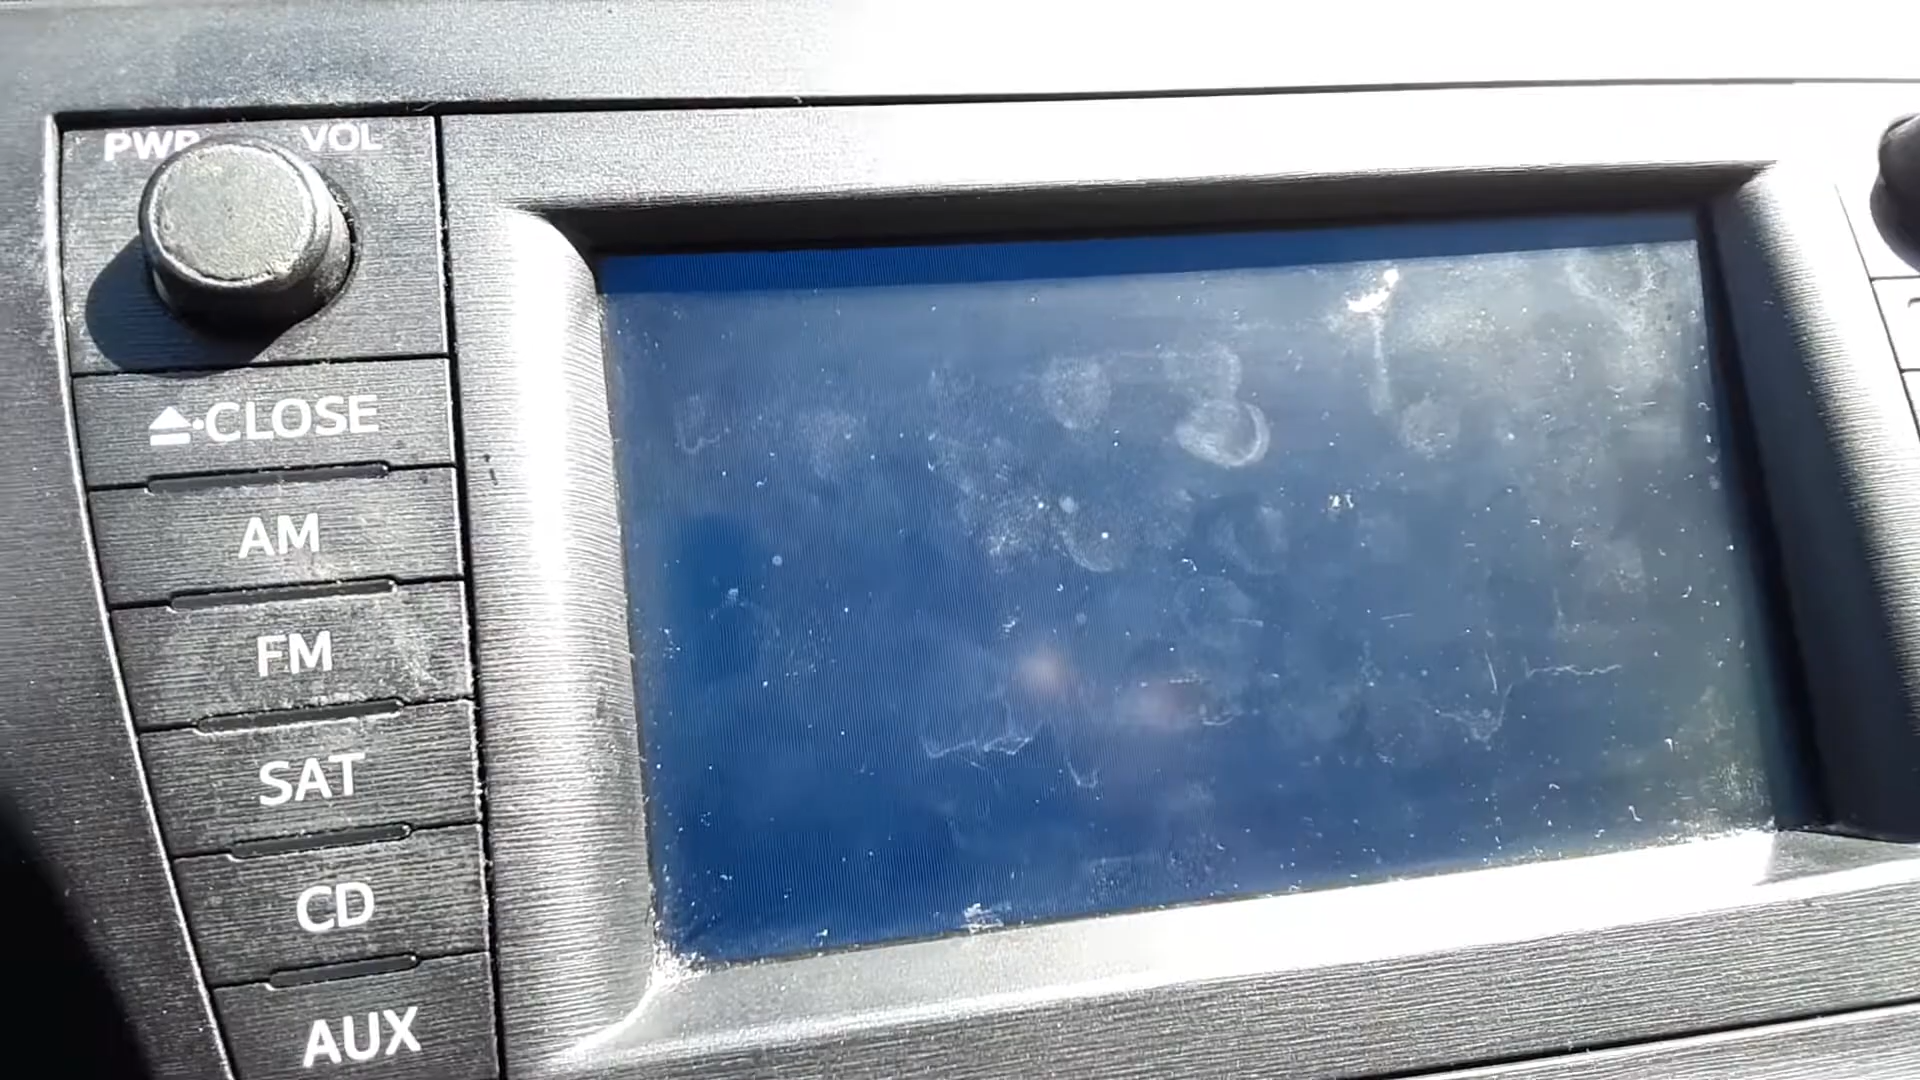 PWR VOL
⏏·CLOSE
AM
FM
SAT
CD
AUX